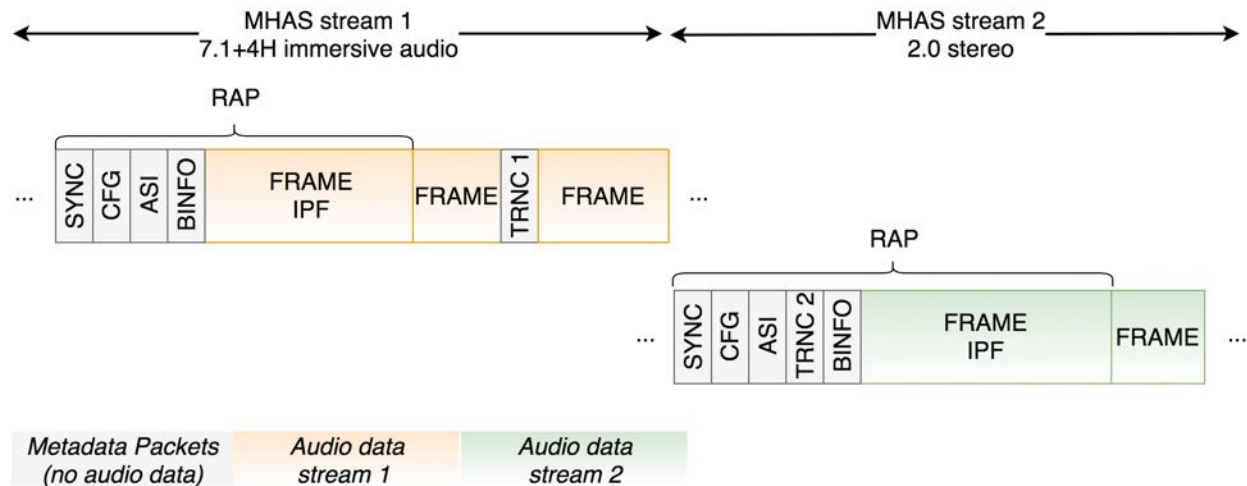 MHAS stream 1
7.1+4H immersive audio
MHAS stream 2
2.0 stereo
RAP
... SYNC CFG ASI BINFO FRAME IPF FRAME TRNC 1 FRAME ...
RAP
... SYNC CFG ASI TRNC 2 BINFO FRAME IPF FRAME ...
Metadata Packets
(no audio data)
Audio data
stream 1
Audio data
stream 2